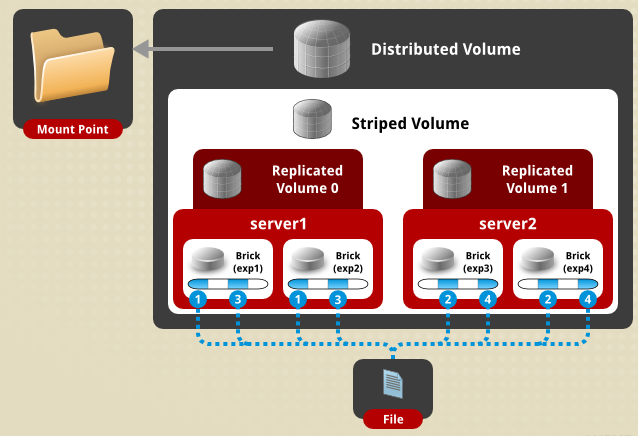 Distributed Volume
Mount Point
Striped Volume
Replicated
Volume 0
Replicated
Volume 1
server1
server2
Brick
(exp1)
Brick
(exp2)
Brick
(exp3)
Brick
(exp4)
1 3 1 3 2 4 2 4
File